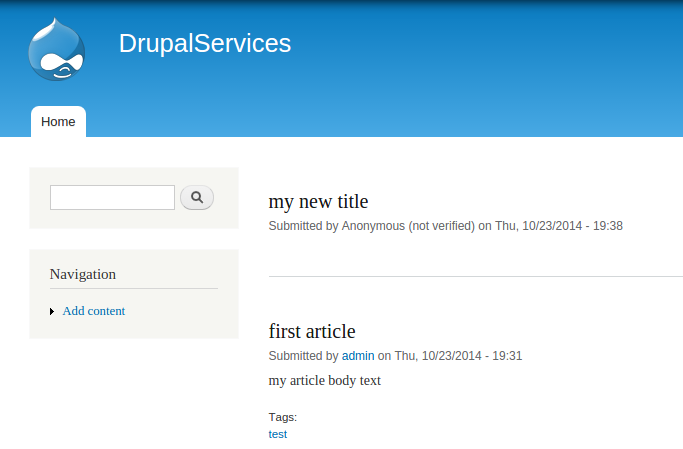 DrupalServices
Home
my new title
Submitted by Anonymous (not verified) on Thu, 10/23/2014 - 19:38
Navigation
Add content
first article
Submitted by admin on Thu, 10/23/2014 - 19:31
my article body text
Tags:
test